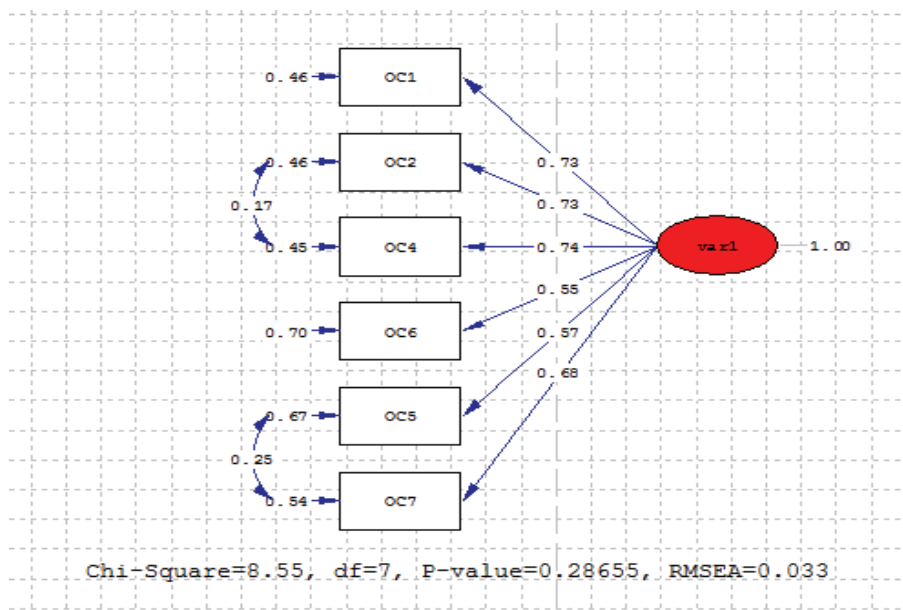 0.46 OC1
0.73
0.46 OC2
0.73
0.17
0.45 OC4 0.74 var1 1.00
0.55
0.70 OC6 0.57
0.68
0.67 OC5
0.25
0.54 OC7
Chi-Square=8.55, df=7, P-value=0.28655, RMSEA=0.033